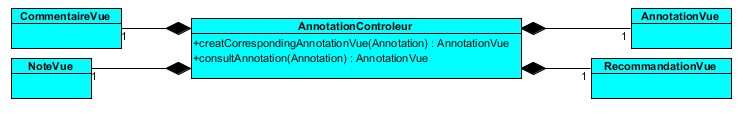 CommentaireVue
AnnotationControleur
AnnotationVue
1
+creatCorrespondingAnnotationVue(Annotation) : AnnotationVue
1
+consultAnnotation(Annotation) : AnnotationVue
NoteVue
RecommandationVue
1
1